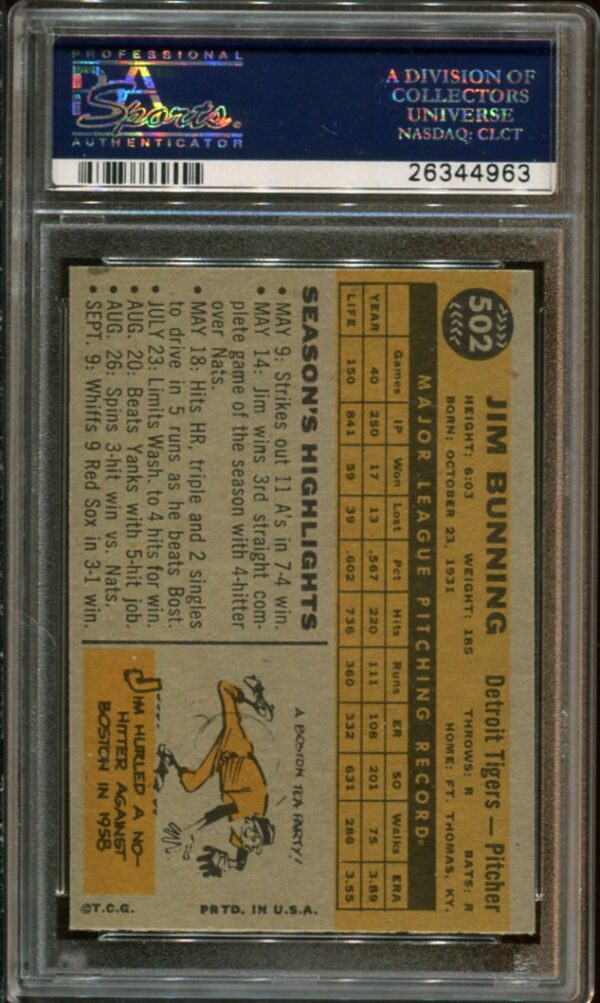 PROFESSIONAL
PSA
Sports.
AUTHENTICATOR
A DIVISION OF
COLLECTORS
UNIVERSE
NASDAQ: CLCT
26344963
502
JIM BUNNING Detroit Tigers — Pitcher
HEIGHT: 6:03 WEIGHT: 185 THROWS: R BATS: R
BORN: OCTOBER 23, 1931 HOME: FT. THOMAS, KY.
MAJOR LEAGUE PITCHING RECORD
Games IP Won Lost Pct Hits Runs ER SO Walks ERA
YEAR 40 250 17 13 .567 220 111 108 201 75 3.89
LIFE 150 841 59 39 .602 736 360 332 631 286 3.55
SEASON'S HIGHLIGHTS
• MAY 9: Strikes out 11 A's in 7-4 win.
• MAY 14: Jim wins 3rd straight com-
plete game of the season with 4-hitter
over Nats.
• MAY 18: Hits HR, triple and 2 singles
to drive in 5 runs as he beats Bost.
• JULY 23: Limits Wash. to 4 hits for win.
• AUG. 20: Beats Yanks with 5-hit job.
• AUG. 26: Spins 3-hit win vs. Nats.
• SEPT. 9: Whiffs 9 Red Sox in 3-1 win.
A BOSTON TEA PARTY!
JIM HURLED A NO-
HITTER AGAINST
BOSTON IN 1958
©T.C.G. PRTD. IN U.S.A.